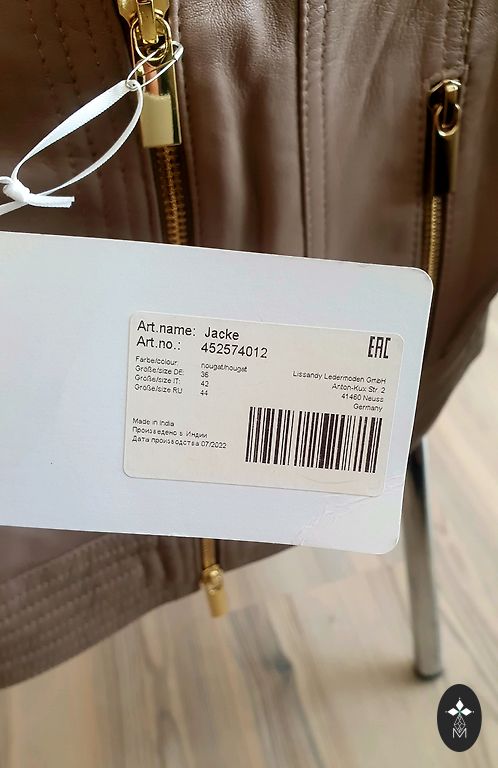 Art.name: Jacke
Art.no.: 452574012
EAC
Farbe/colour: nougat/nougat
Größe/size DE: 36
Größe/size IT: 42
Größe/size RU: 44
Lissandy Ledermoden GmbH
Anton-Kux Str. 2
41460 Neuss
Germany
Made in India
Произведено в Индии
Дата производства 07/2022
M